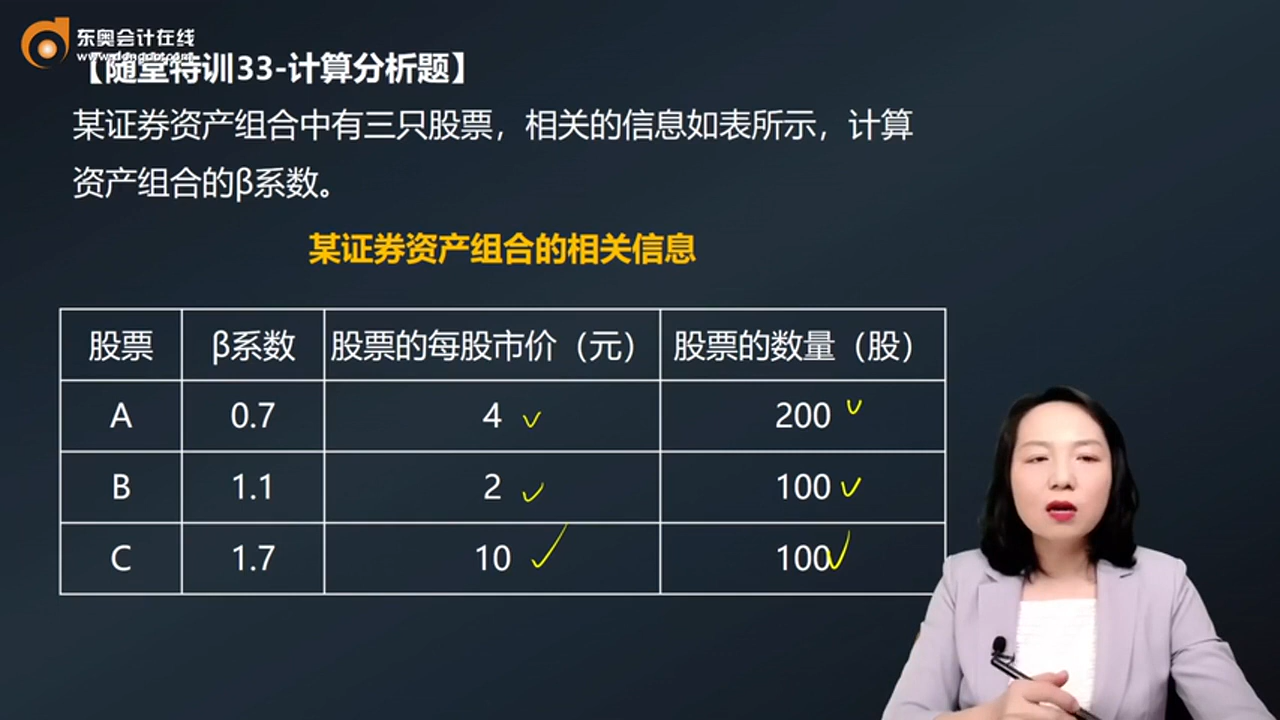 东奥会计在线
www.dongao.com
【随堂特训33-计算分析题】
某证券资产组合中有三只股票，相关的信息如表所示，计算
资产组合的β系数。
某证券资产组合的相关信息
股票 β系数 股票的每股市价（元） 股票的数量（股）
A 0.7 4 200
B 1.1 2 100
C 1.7 10 100